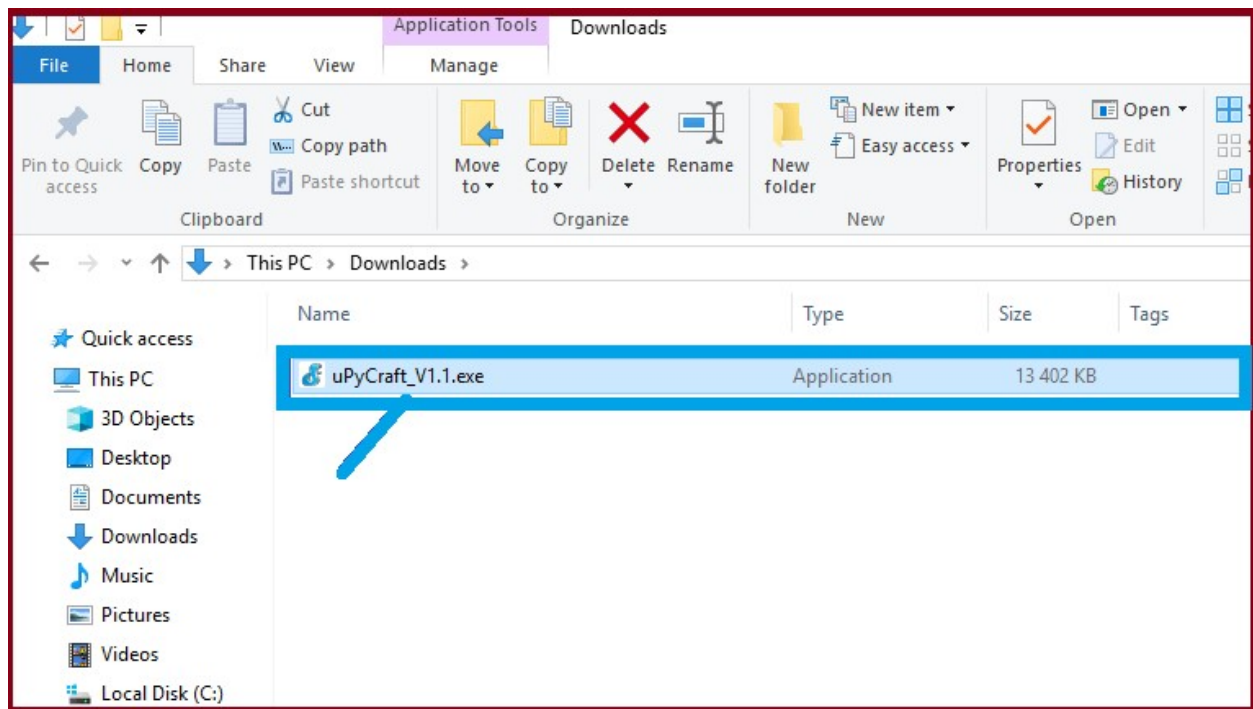 Application Tools
Downloads
File Home Share View Manage
Pin to Quick access
Copy
Paste
Cut
Copy path
Paste shortcut
Move to
Copy to
Delete
Rename
New folder
New item
Easy access
Properties
Open
Edit
History
Clipboard Organize New Open
This PC > Downloads >
Name Type Size Tags
uPyCraft_V1.1.exe Application 13 402 KB
Quick access
This PC
3D Objects
Desktop
Documents
Downloads
Music
Pictures
Videos
Local Disk (C:)